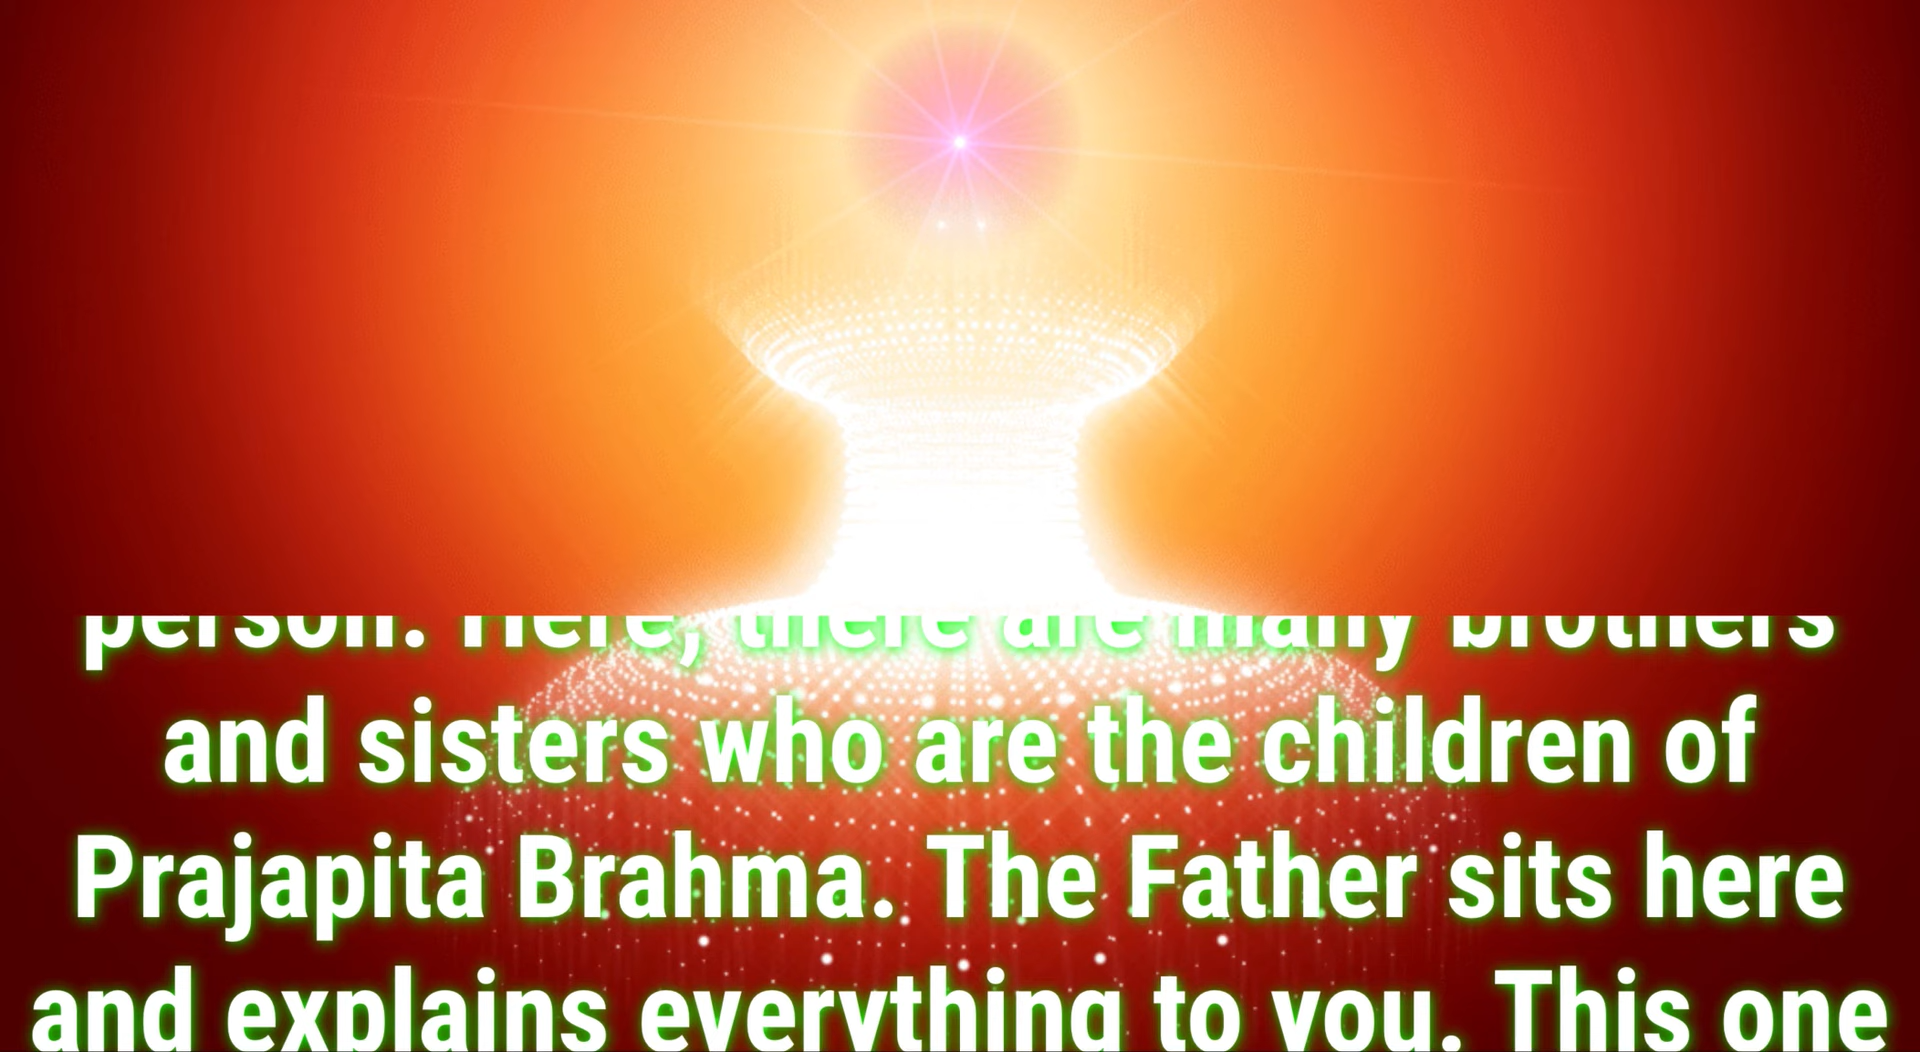 person. Here, there are many brothers
and sisters who are the children of
Prajapita Brahma. The Father sits here
and explains everything to you. This one